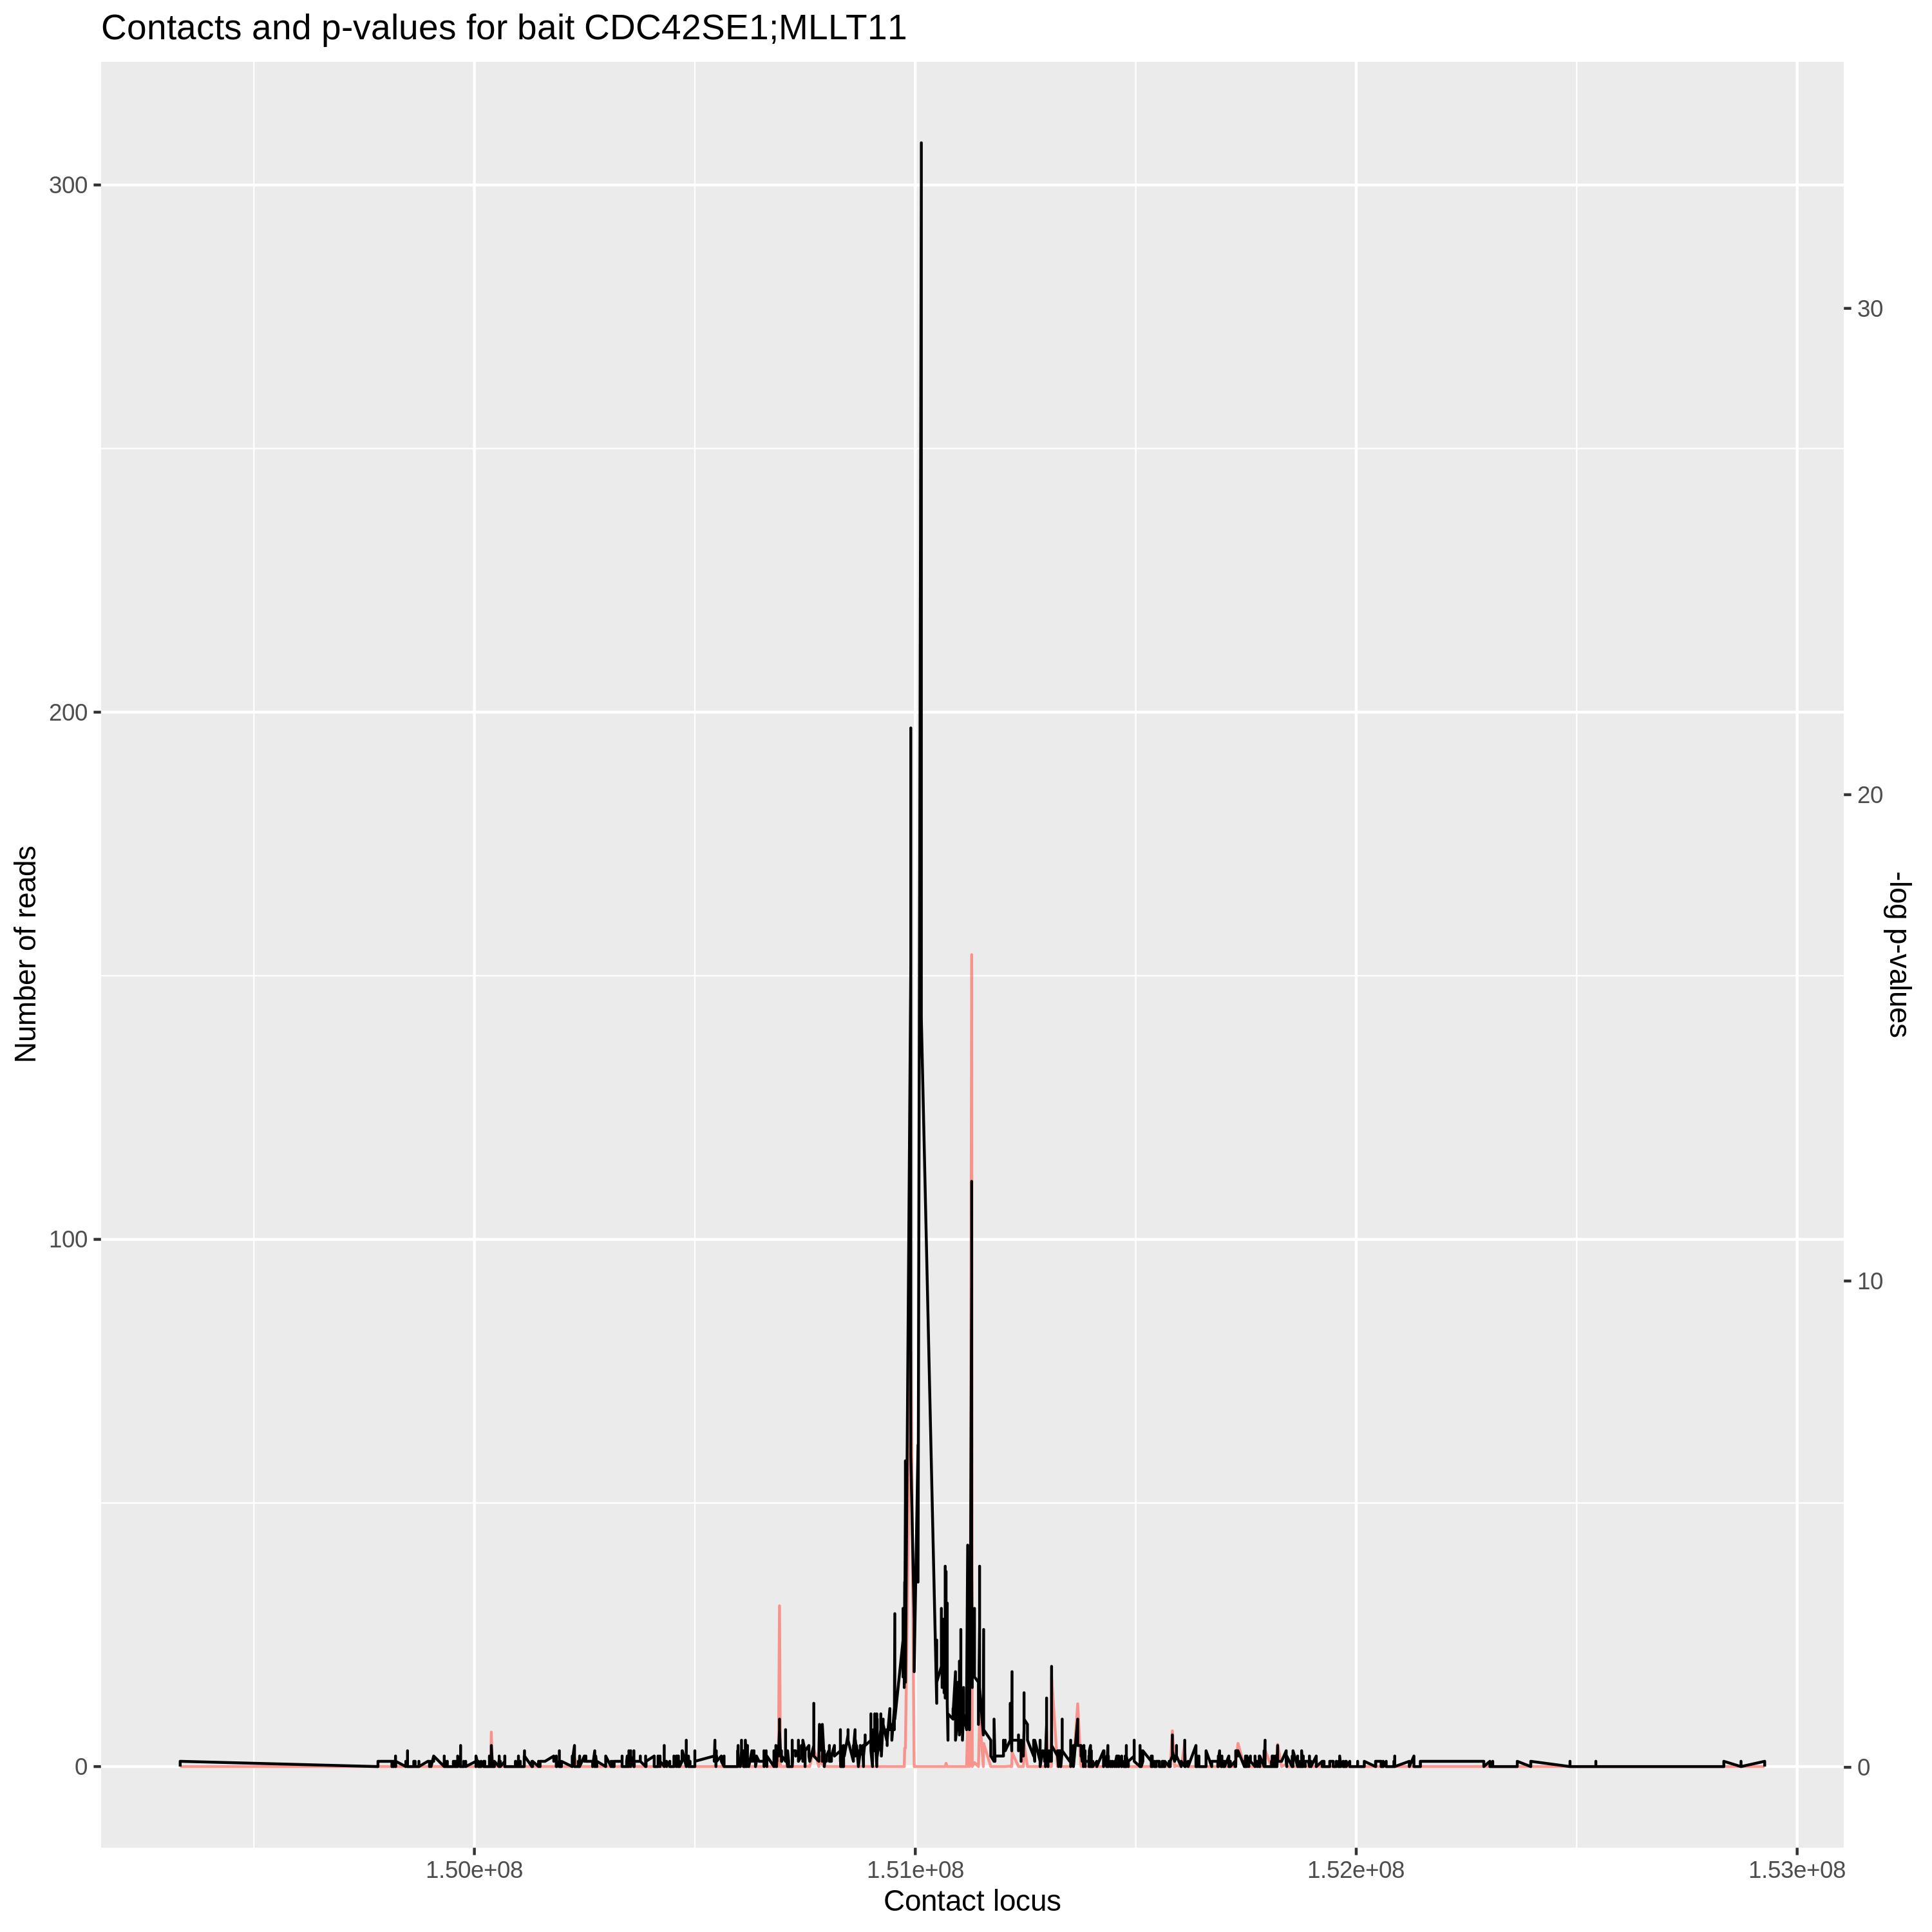 Contacts and p-values for bait CDC42SE1;MLLT11
300
200
100
0
Number of reads
30
20
10
0
-log p-values
1.50e+08
1.51e+08
1.52e+08
1.53e+08
Contact locus